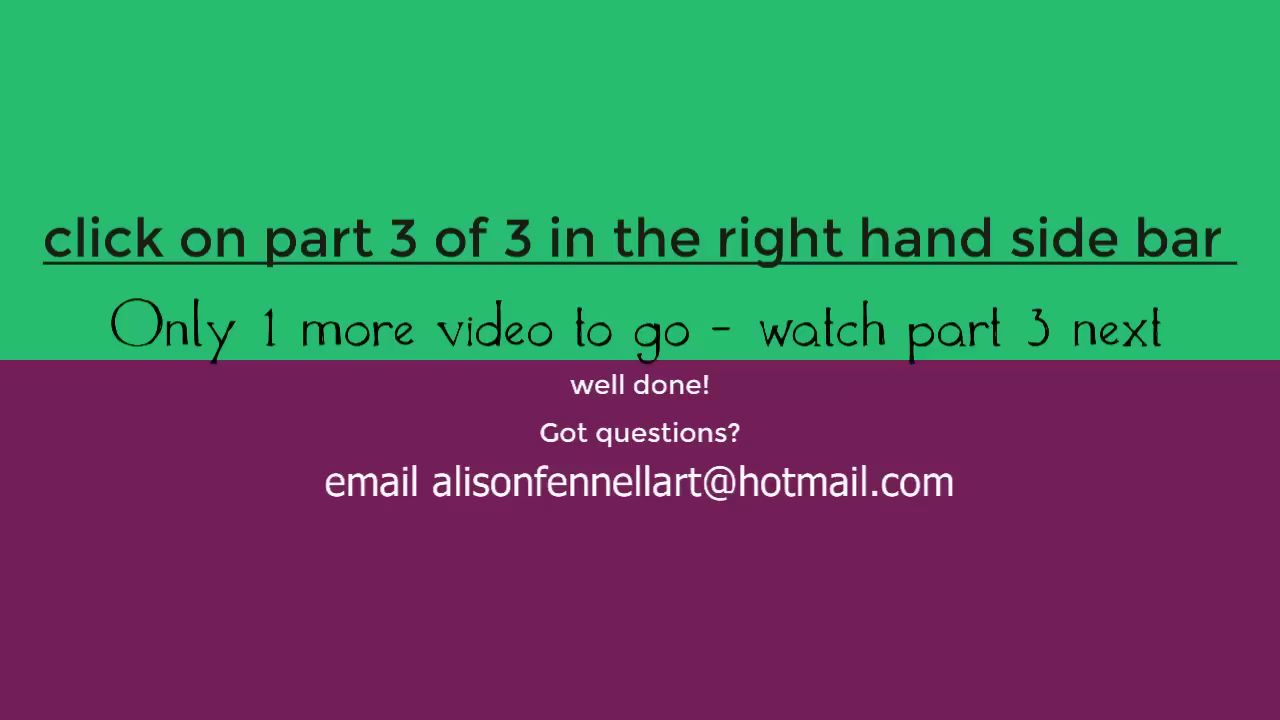 click on part 3 of 3 in the right hand side bar
Only 1 more video to go - watch part 3 next
well done!
Got questions?
email alisonfennellart@hotmail.com